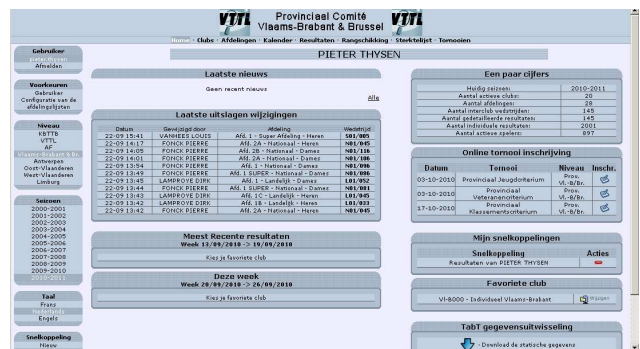 VTTL
Provinciaal Comité
Vlaams-Brabant & Brussel
VTTL
Home · Clubs · Afdelingen · Kalender · Resultaten · Rangschikking · Sterktelijst · Tornooien
PIETER THYSEN
Gebruiker
Afmelden
Voorkeuren
Gebruiker
Configuratie van de
afdelingslijsten
Niveau
KBTTB
VTTL
AF
Vlaams-Brabant & Br.
Antwerpen
Oost-Vlaanderen
West-Vlaanderen
Limburg
Seizoen
2000-2001
2001-2002
2002-2003
2003-2004
2004-2005
2005-2006
2006-2007
2007-2008
2008-2009
2009-2010
2010-2011
Taal
Frans
Nederlands
Engels
Snelkoppeling
Nieuw
Laatste nieuws
Geen recent nieuws
Alle
Laatste uitslagen wijzigingen
Datum Gewijzigd door Afdeling Wedstrijd
22-09 15:41 VANHEES LOUIS Afd. 1 - Super Afdeling - Heren S01/005
22-09 14:17 FONCK PIERRE Afd. 2A - Nationaal - Heren N01/045
22-09 14:05 FONCK PIERRE Afd. 2B - Nationaal - Dames N01/116
22-09 14:01 FONCK PIERRE Afd. 2A - Nationaal - Dames N01/106
22-09 13:54 FONCK PIERRE Afd. 1 - Nationaal - Dames N01/096
22-09 13:49 FONCK PIERRE Afd. 1 SUPER - Nationaal - Dames N01/086
22-09 13:45 LAMPROYE DIRK Afd. 1 - Landelijk - Dames L01/052
22-09 13:44 FONCK PIERRE Afd. 1 SUPER - Nationaal - Dames N01/081
22-09 13:43 LAMPROYE DIRK Afd. 1C - Landelijk - Heren L01/045
22-09 13:43 LAMPROYE DIRK Afd. 1B - Landelijk - Heren L01/033
22-09 13:42 FONCK PIERRE Afd. 2A - Nationaal - Heren N01/045
Meest Recente resultaten
Week 13/09/2010 -> 19/09/2010
Kies je favoriete club
Deze week
Week 20/09/2010 -> 26/09/2010
Kies je favoriete club
Een paar cijfers
Huidig seizoen: 2010-2011
Aantal actieve clubs: 20
Aantal afdelingen: 28
Aantal interclub wedstrijden: 145
Aantal gedetailleerde resultaten: 145
Aantal individuele resultaten: 2001
Aantal actieve spelers: 897
Online tornooi inschrijving
Datum Tornooi Niveau Inschr.
03-10-2010 Provinciaal Jeugdcriterium Prov. Vl.-B/Br.
03-10-2010 Provinciaal Veteranencriterium Prov. Vl.-B/Br.
17-10-2010 Provinciaal Klassementscriterium Prov. Vl.-B/Br.
Mijn snelkoppelingen
Snelkoppeling Acties
Resultaten van PIETER THYSEN
Favoriete club
Vl-B000 - Individueel Vlaams-Brabant Wijzigen
TabT gegevensuitwisseling
- Download de statische gegevens